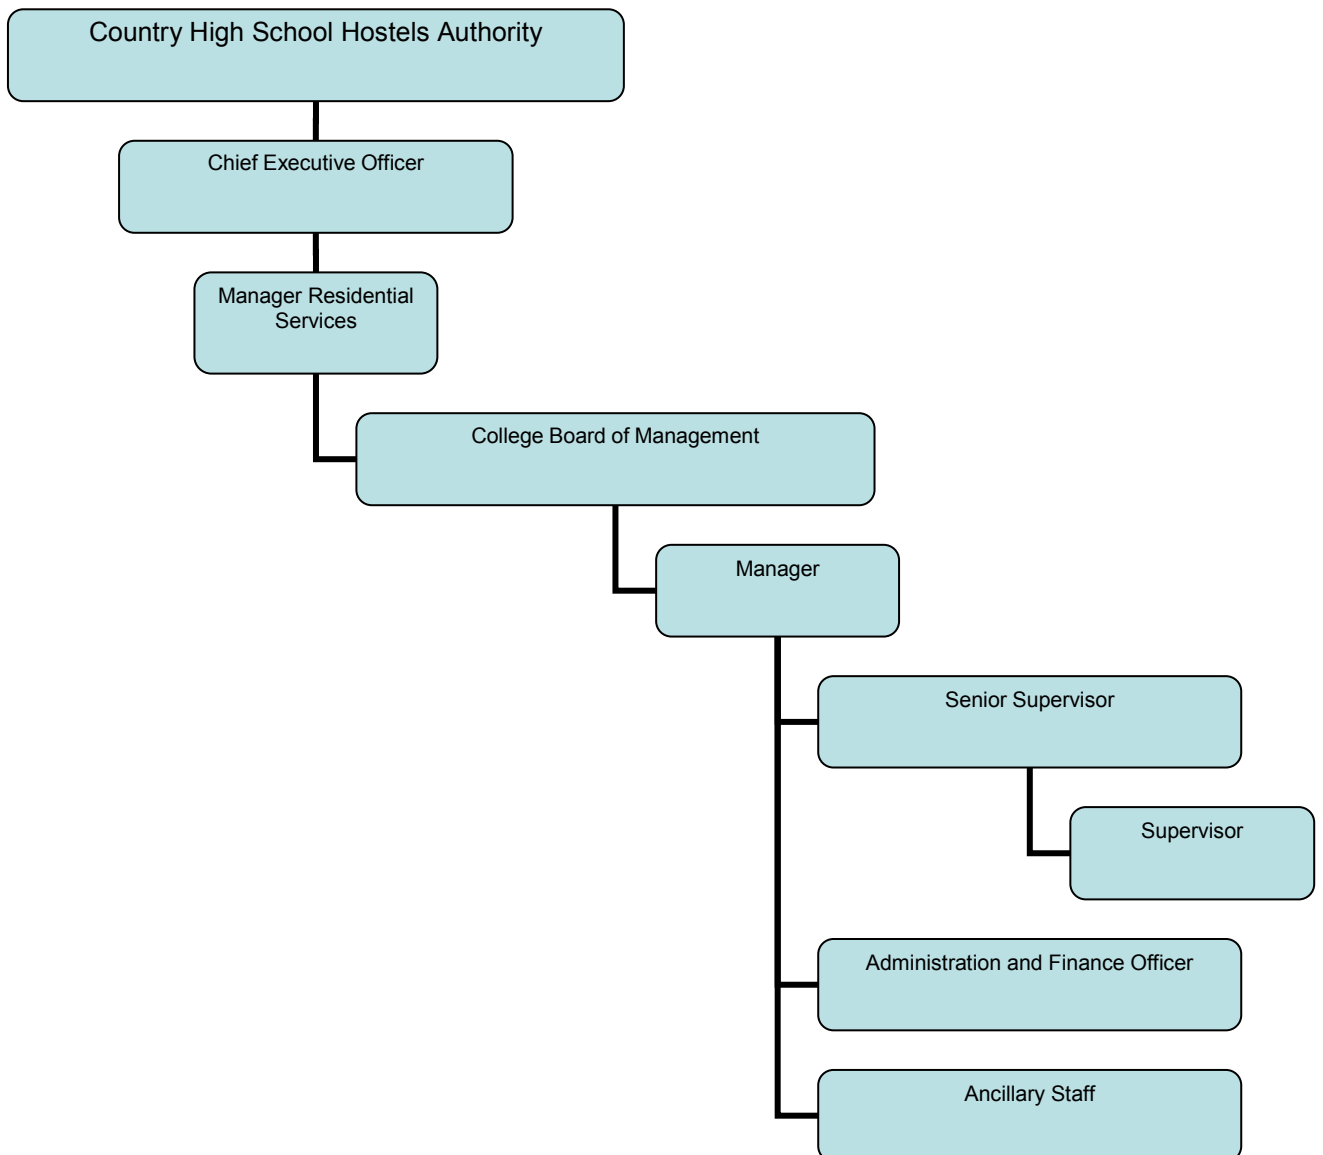 Country High School Hostels Authority
Chief Executive Officer
Manager Residential
Services
College Board of Management
Manager
Senior Supervisor
Supervisor
Administration and Finance Officer
Ancillary Staff